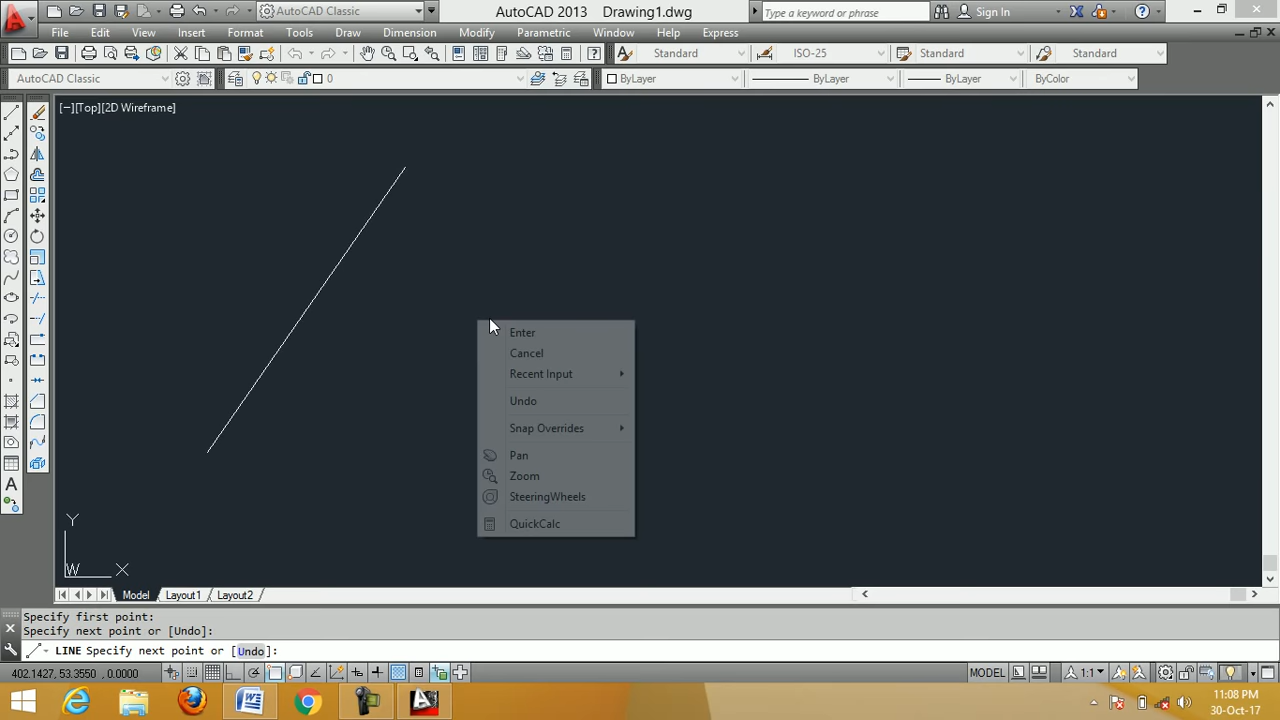 AutoCAD Classic
AutoCAD 2013 Drawing1.dwg
Type a keyword or phrase
Sign In
File Edit View Insert Format Tools Draw Dimension Modify Parametric Window Help Express
Standard ISO-25 Standard Standard
AutoCAD Classic 0 ByLayer ByLayer ByLayer ByColor
[−][Top][2D Wireframe]
Enter
Cancel
Recent Input
Undo
Snap Overrides
Pan
Zoom
SteeringWheels
QuickCalc
A
Y
W X
Model Layout1 Layout2
Specify first point:
Specify next point or [Undo]:
LINE Specify next point or [Undo]:
402.1427, 53.3550 , 0.0000 MODEL 1:1
11:08 PM
30-Oct-17